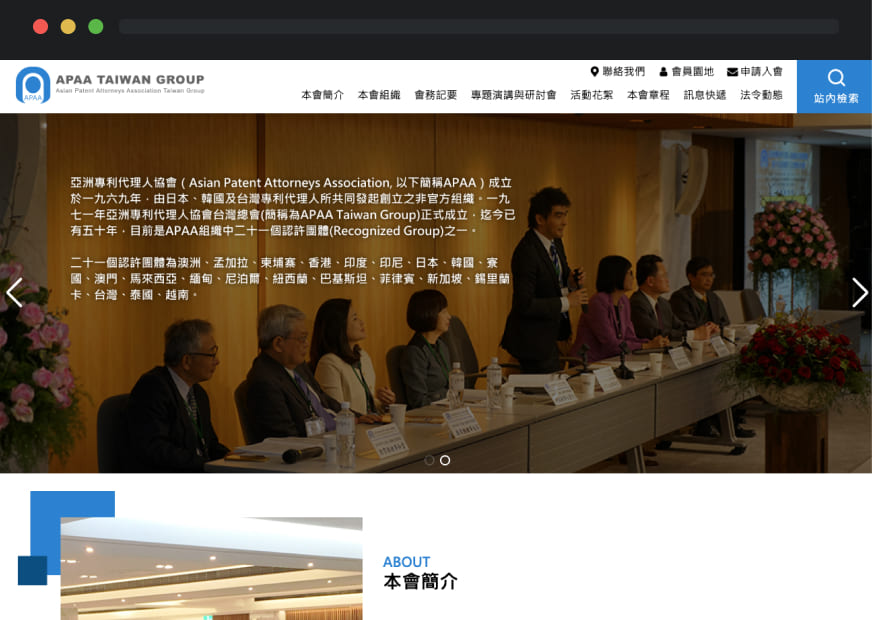 APAA
APAA TAIWAN GROUP
Asian Patent Attorneys Association Taiwan Group
聯絡我們 會員園地 申請入會
本會簡介 本會組織 會務記要 專題演講與研討會 活動花絮 本會章程 訊息快遞 法令動態
站內檢索
亞洲專利代理人協會 ( Asian Patent Attorneys Association, 以下簡稱APAA ) 成立
於一九六九年，由日本、韓國及台灣專利代理人所共同發起創立之非官方組織。一九
七一年亞洲專利代理人協會台灣總會(簡稱為APAA Taiwan Group)正式成立，迄今已
有五十年，目前是APAA組織中二十一個認許團體(Recognized Group)之一。
二十一個認許團體為澳洲、孟加拉、柬埔寨、香港、印度、印尼、日本、韓國、寮
國、澳門、馬來西亞、緬甸、尼泊爾、紐西蘭、巴基斯坦、菲律賓、新加坡、錫里蘭
卡、台灣、泰國、越南。
ABOUT
本會簡介